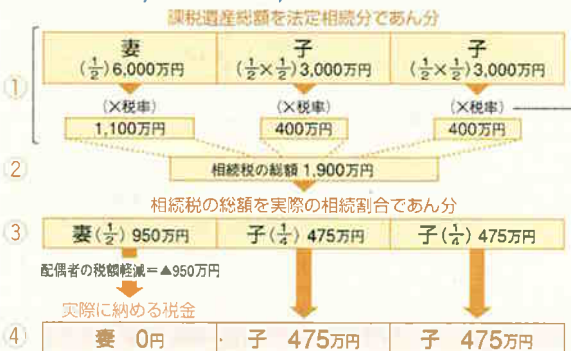 課税遺産総額を法定相続分であん分
妻 子 子
(1/2)6,000万円 (1/2×1/2)3,000万円 (1/2×1/2)3,000万円
①
(×税率) (×税率) (×税率)
1,100万円 400万円 400万円
② 相続税の総額 1,900万円
相続税の総額を実際の相続割合であん分
③ 妻(1/2) 950万円 子(1/4) 475万円 子(1/4) 475万円
配偶者の税額軽減=▲950万円
実際に納める税金
④ 妻 0円 子 475万円 子 475万円